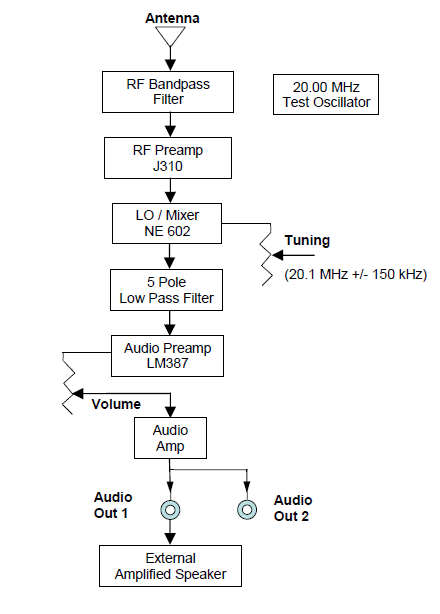 Antenna
RF Bandpass
Filter
20.00 MHz
Test Oscillator
RF Preamp
J310
LO / Mixer
NE 602
Tuning
(20.1 MHz +/- 150 kHz)
5 Pole
Low Pass Filter
Audio Preamp
LM387
Volume
Audio
Amp
Audio
Out 1
Audio
Out 2
External
Amplified Speaker